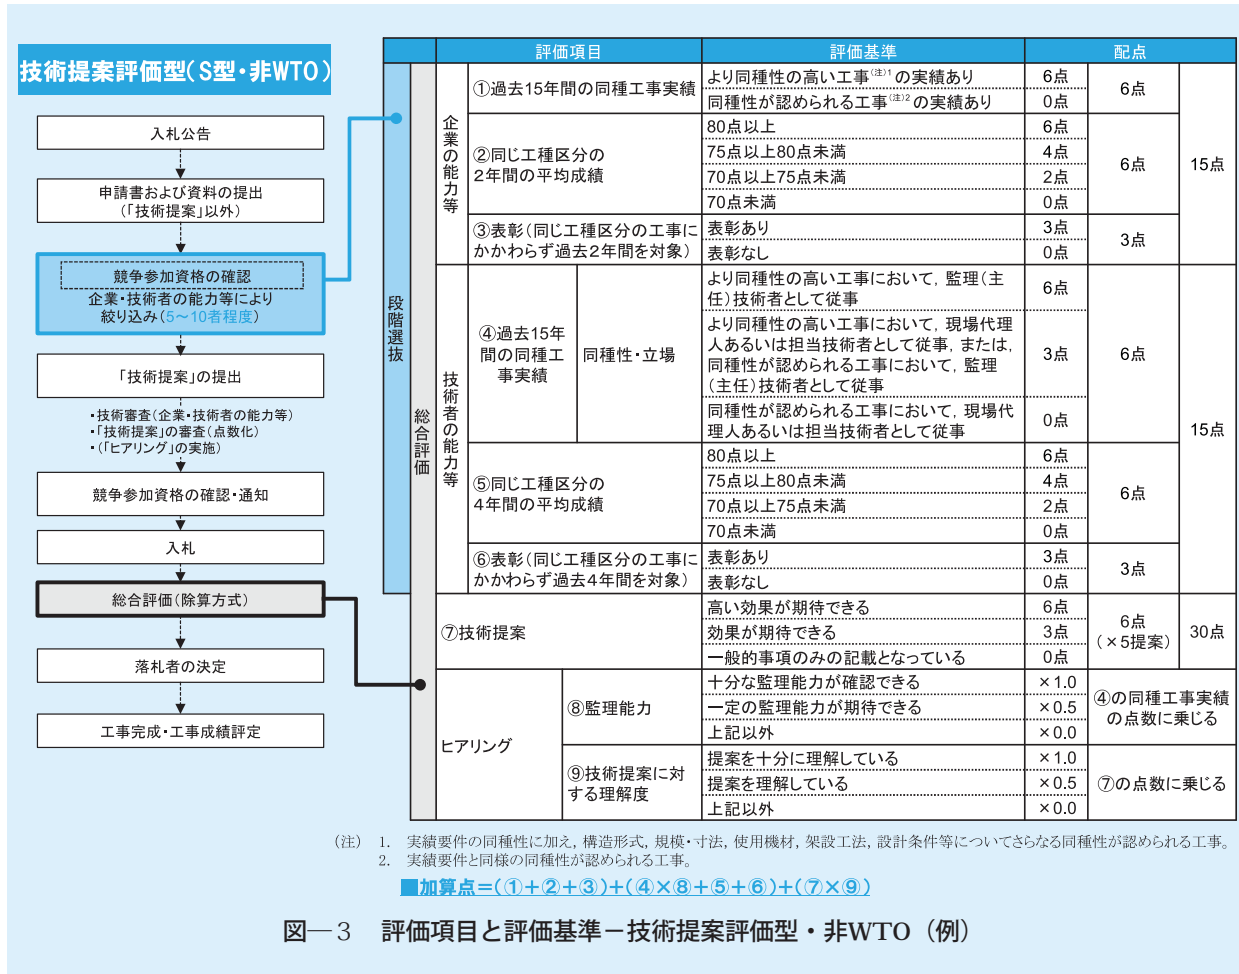 技術提案評価型(S型・非WTO)
入札公告
申請書および資料の提出
(「技術提案」以外)
競争参加資格の確認
企業・技術者の能力等により
絞り込み(5～10者程度)
「技術提案」の提出
・技術審査(企業・技術者の能力等)
・「技術提案」の審査(点数化)
・(「ヒアリング」の実施)
競争参加資格の確認・通知
入札
総合評価(除算方式)
落札者の決定
工事完成・工事成績評定
評価項目
評価基準
配点
段階選抜
総合評価
企業の能力等
①過去15年間の同種工事実績
より同種性の高い工事(注)1の実績あり
6点
同種性が認められる工事(注)2の実績あり
0点
6点
②同じ工種区分の
2年間の平均成績
80点以上
6点
75点以上80点未満
4点
70点以上75点未満
2点
70点未満
0点
6点
③表彰(同じ工種区分の工事に
かかわらず過去2年間を対象)
表彰あり
3点
表彰なし
0点
3点
15点
技術者の能力等
④過去15年
間の同種工
事実績
同種性・立場
より同種性の高い工事において，監理(主
任)技術者として従事
6点
より同種性の高い工事において，現場代理
人あるいは担当技術者として従事，または，
同種性が認められる工事において，監理
(主任)技術者として従事
3点
同種性が認められる工事において，現場代
理人あるいは担当技術者として従事
0点
6点
⑤同じ工種区分の
4年間の平均成績
80点以上
6点
75点以上80点未満
4点
70点以上75点未満
2点
70点未満
0点
6点
⑥表彰(同じ工種区分の工事に
かかわらず過去4年間を対象)
表彰あり
3点
表彰なし
0点
3点
15点
⑦技術提案
高い効果が期待できる
6点
効果が期待できる
3点
一般的事項のみの記載となっている
0点
6点
(×5提案)
30点
ヒアリング
⑧監理能力
十分な監理能力が確認できる
×1.0
一定の監理能力が期待できる
×0.5
上記以外
×0.0
④の同種工事実績
の点数に乗じる
⑨技術提案に対
する理解度
提案を十分に理解している
×1.0
提案を理解している
×0.5
上記以外
×0.0
⑦の点数に乗じる
(注) 1. 実績要件の同種性に加え，構造形式，規模・寸法，使用機材，架設工法，設計条件等についてさらなる同種性が認められる工事。
2. 実績要件と同様の同種性が認められる工事。
■加算点＝(①＋②＋③)＋(④×⑧＋⑤＋⑥)＋(⑦×⑨)
図―3 評価項目と評価基準－技術提案評価型・非WTO（例）